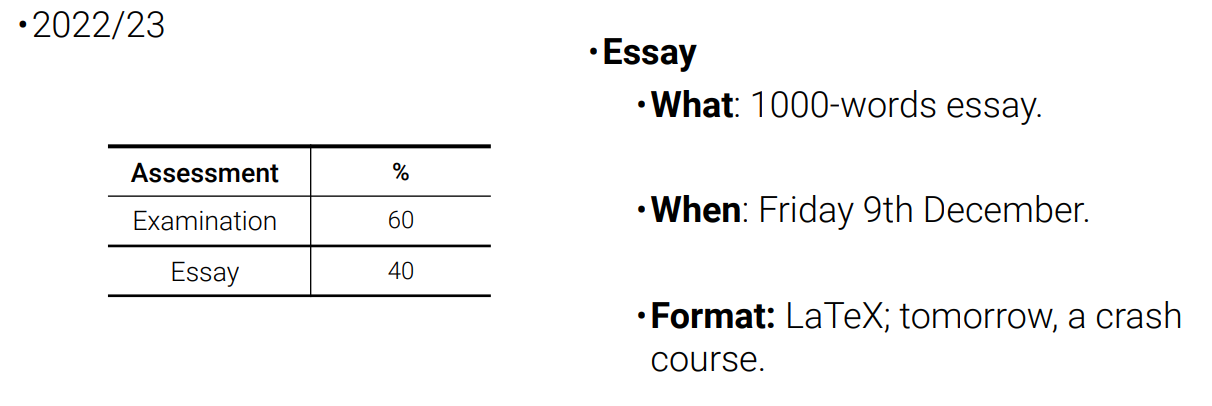 •2022/23
Assessment %
Examination 60
Essay 40
•Essay
•What: 1000-words essay.
•When: Friday 9th December.
•Format: LaTeX; tomorrow, a crash
course.